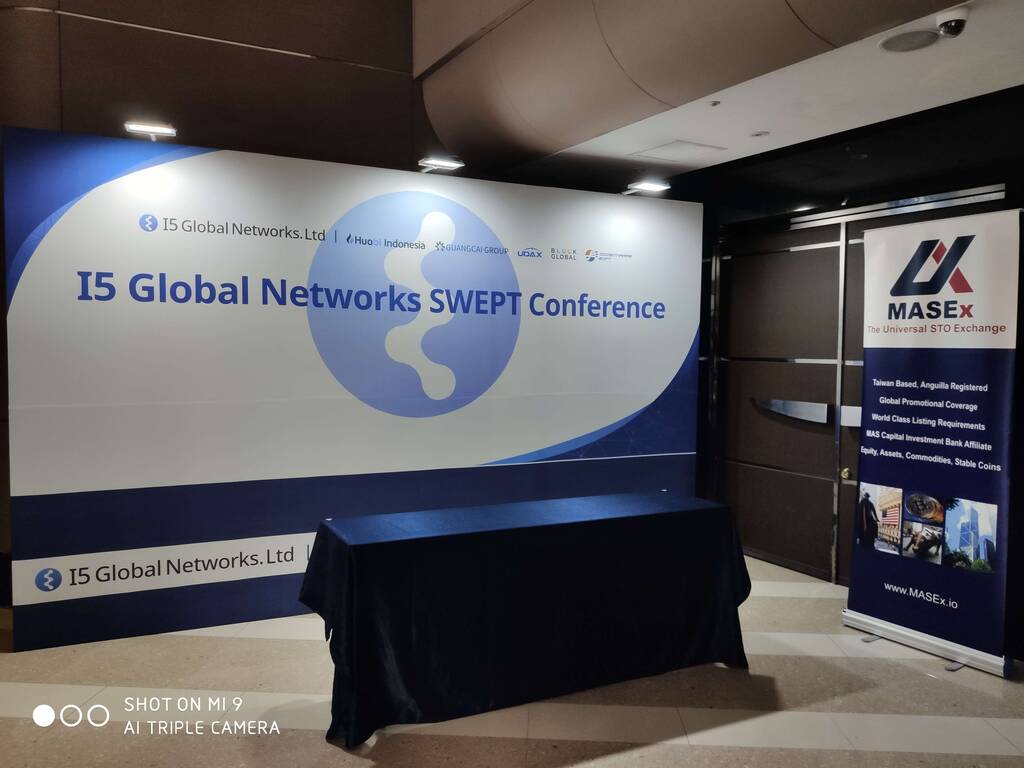 I5 Global Networks.Ltd | Huobi Indonesia GUANGCAI GROUP UDAX BLOCK GLOBAL
I5 Global Networks SWEPT Conference
I5 Global Networks.Ltd |
MASEx
The Universal STO Exchange
Taiwan Based, Anguilla Registered
Global Promotional Coverage
World Class Listing Requirements
MAS Capital Investment Bank Affiliate
Equity, Assets, Commodities, Stable Coins
www.MASEx.io
SHOT ON MI 9
AI TRIPLE CAMERA